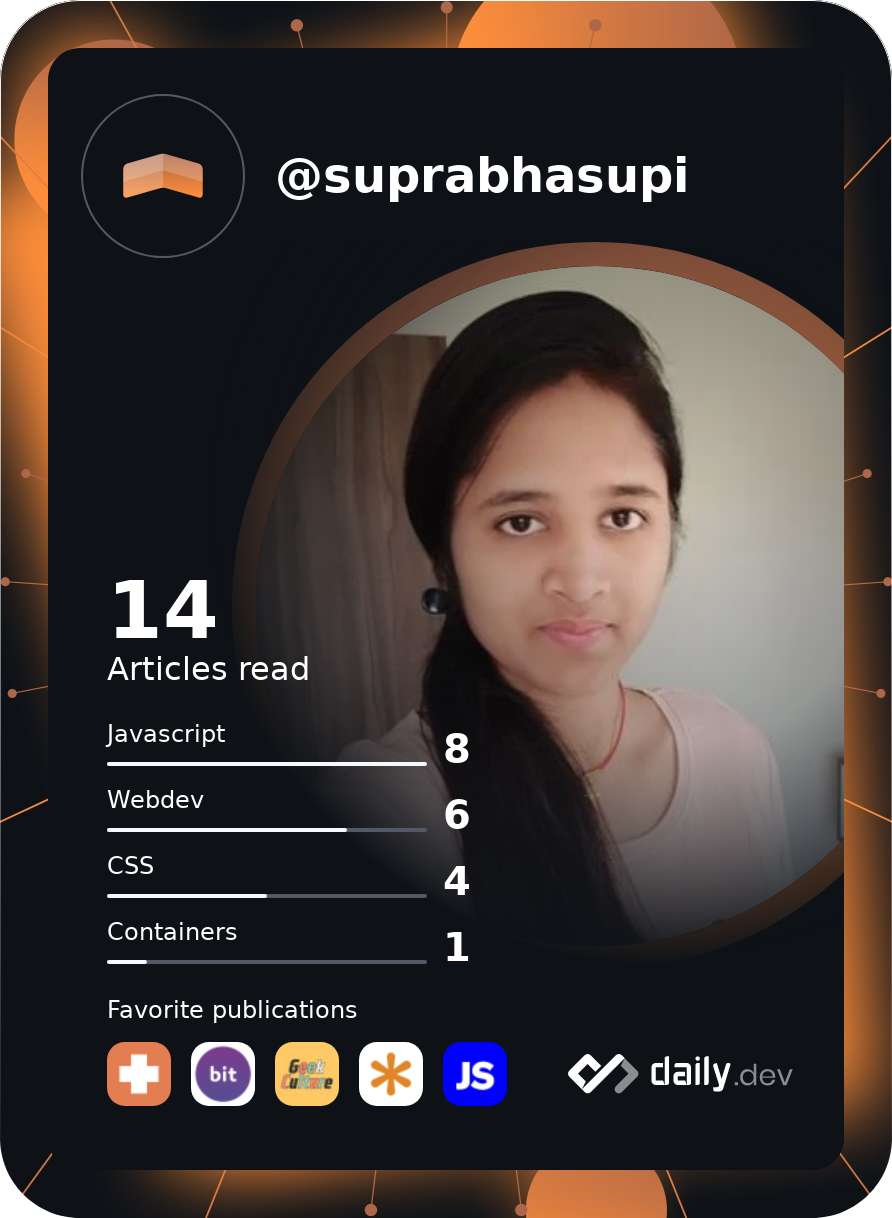 @suprabhasupi
14
Articles read
Javascript 8
Webdev 6
CSS 4
Containers 1
Favorite publications
bit
Geek
Culture
JS
daily.dev